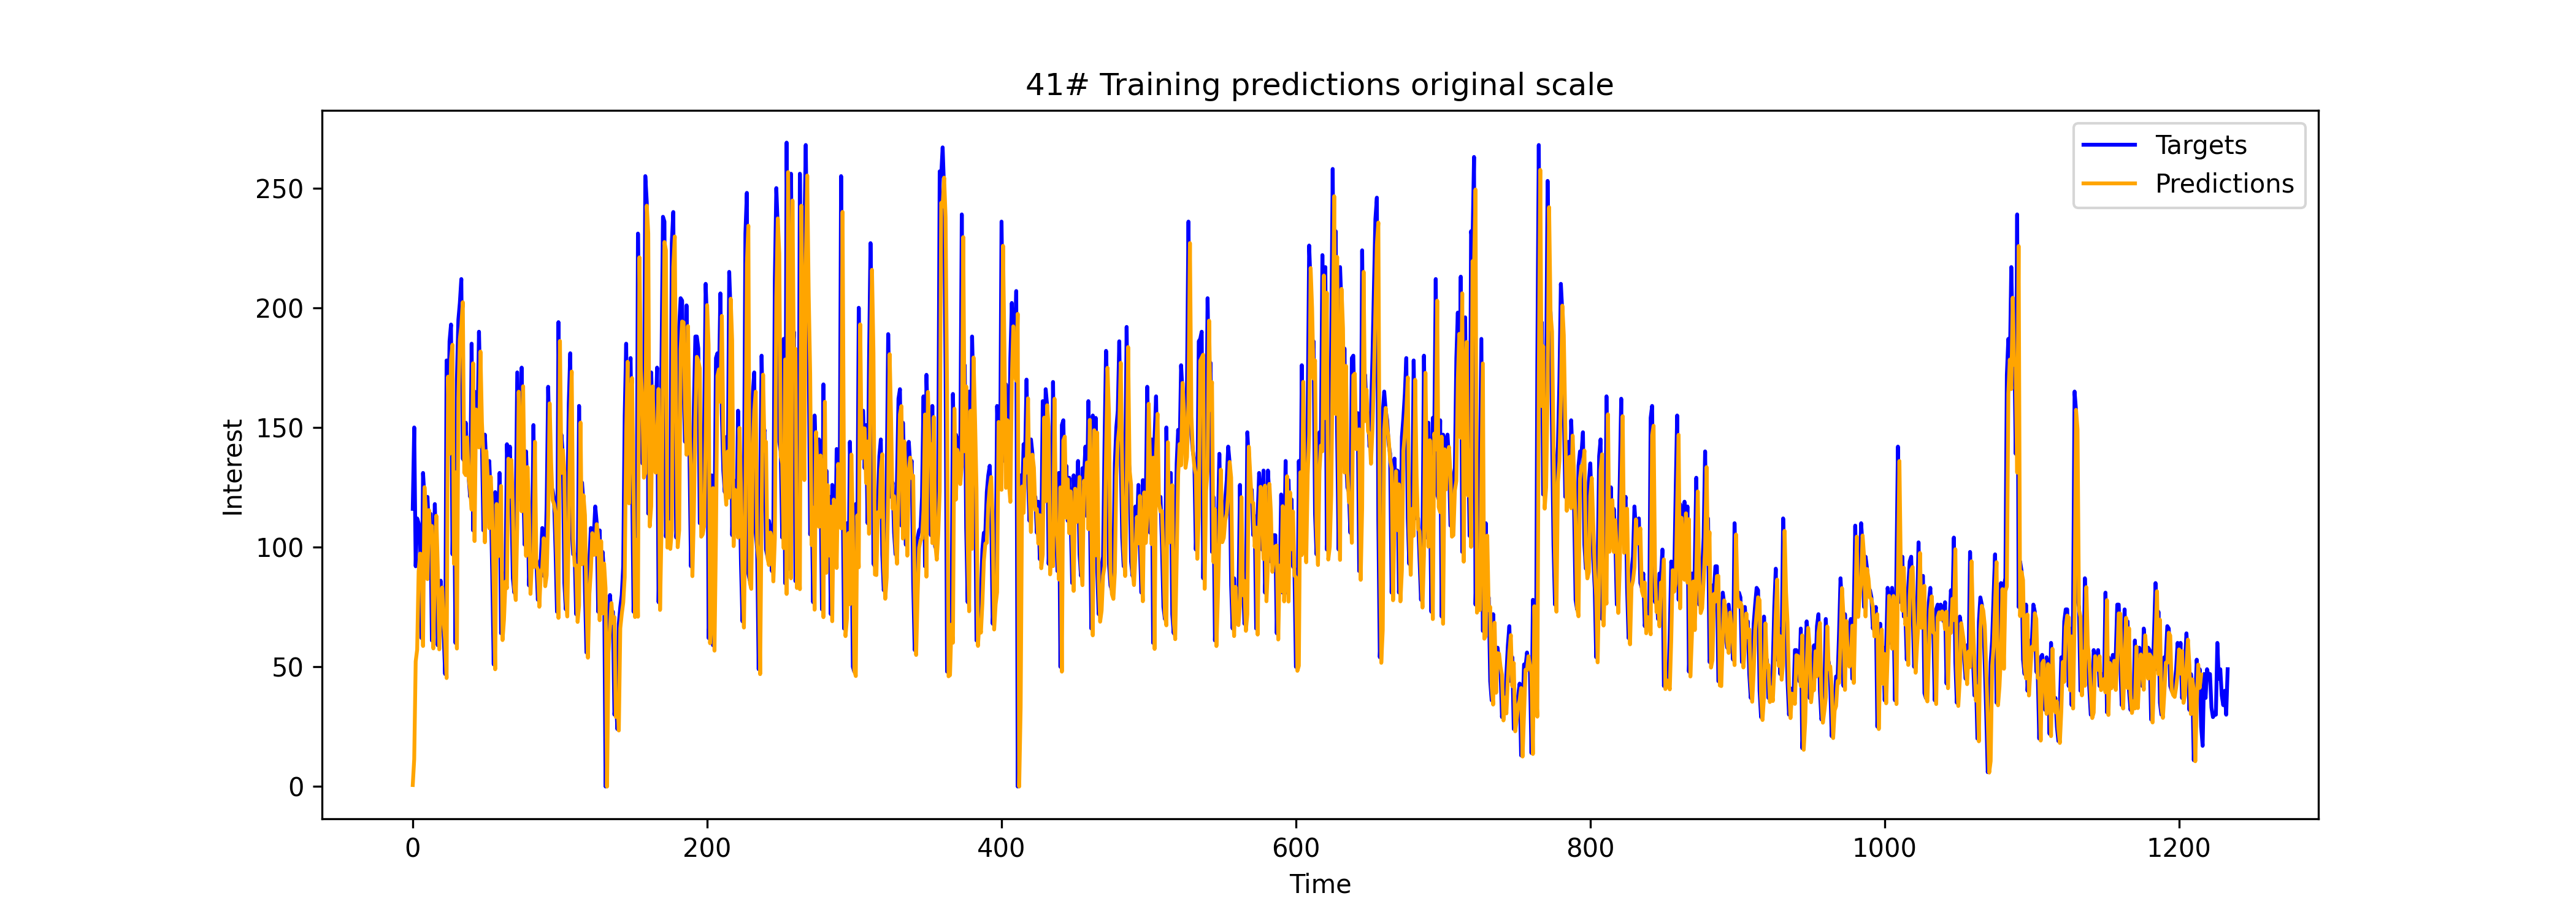 41# Training predictions original scale
Targets
Predictions
Interest
250
200
150
100
50
0
0 200 400 600 800 1000 1200
Time